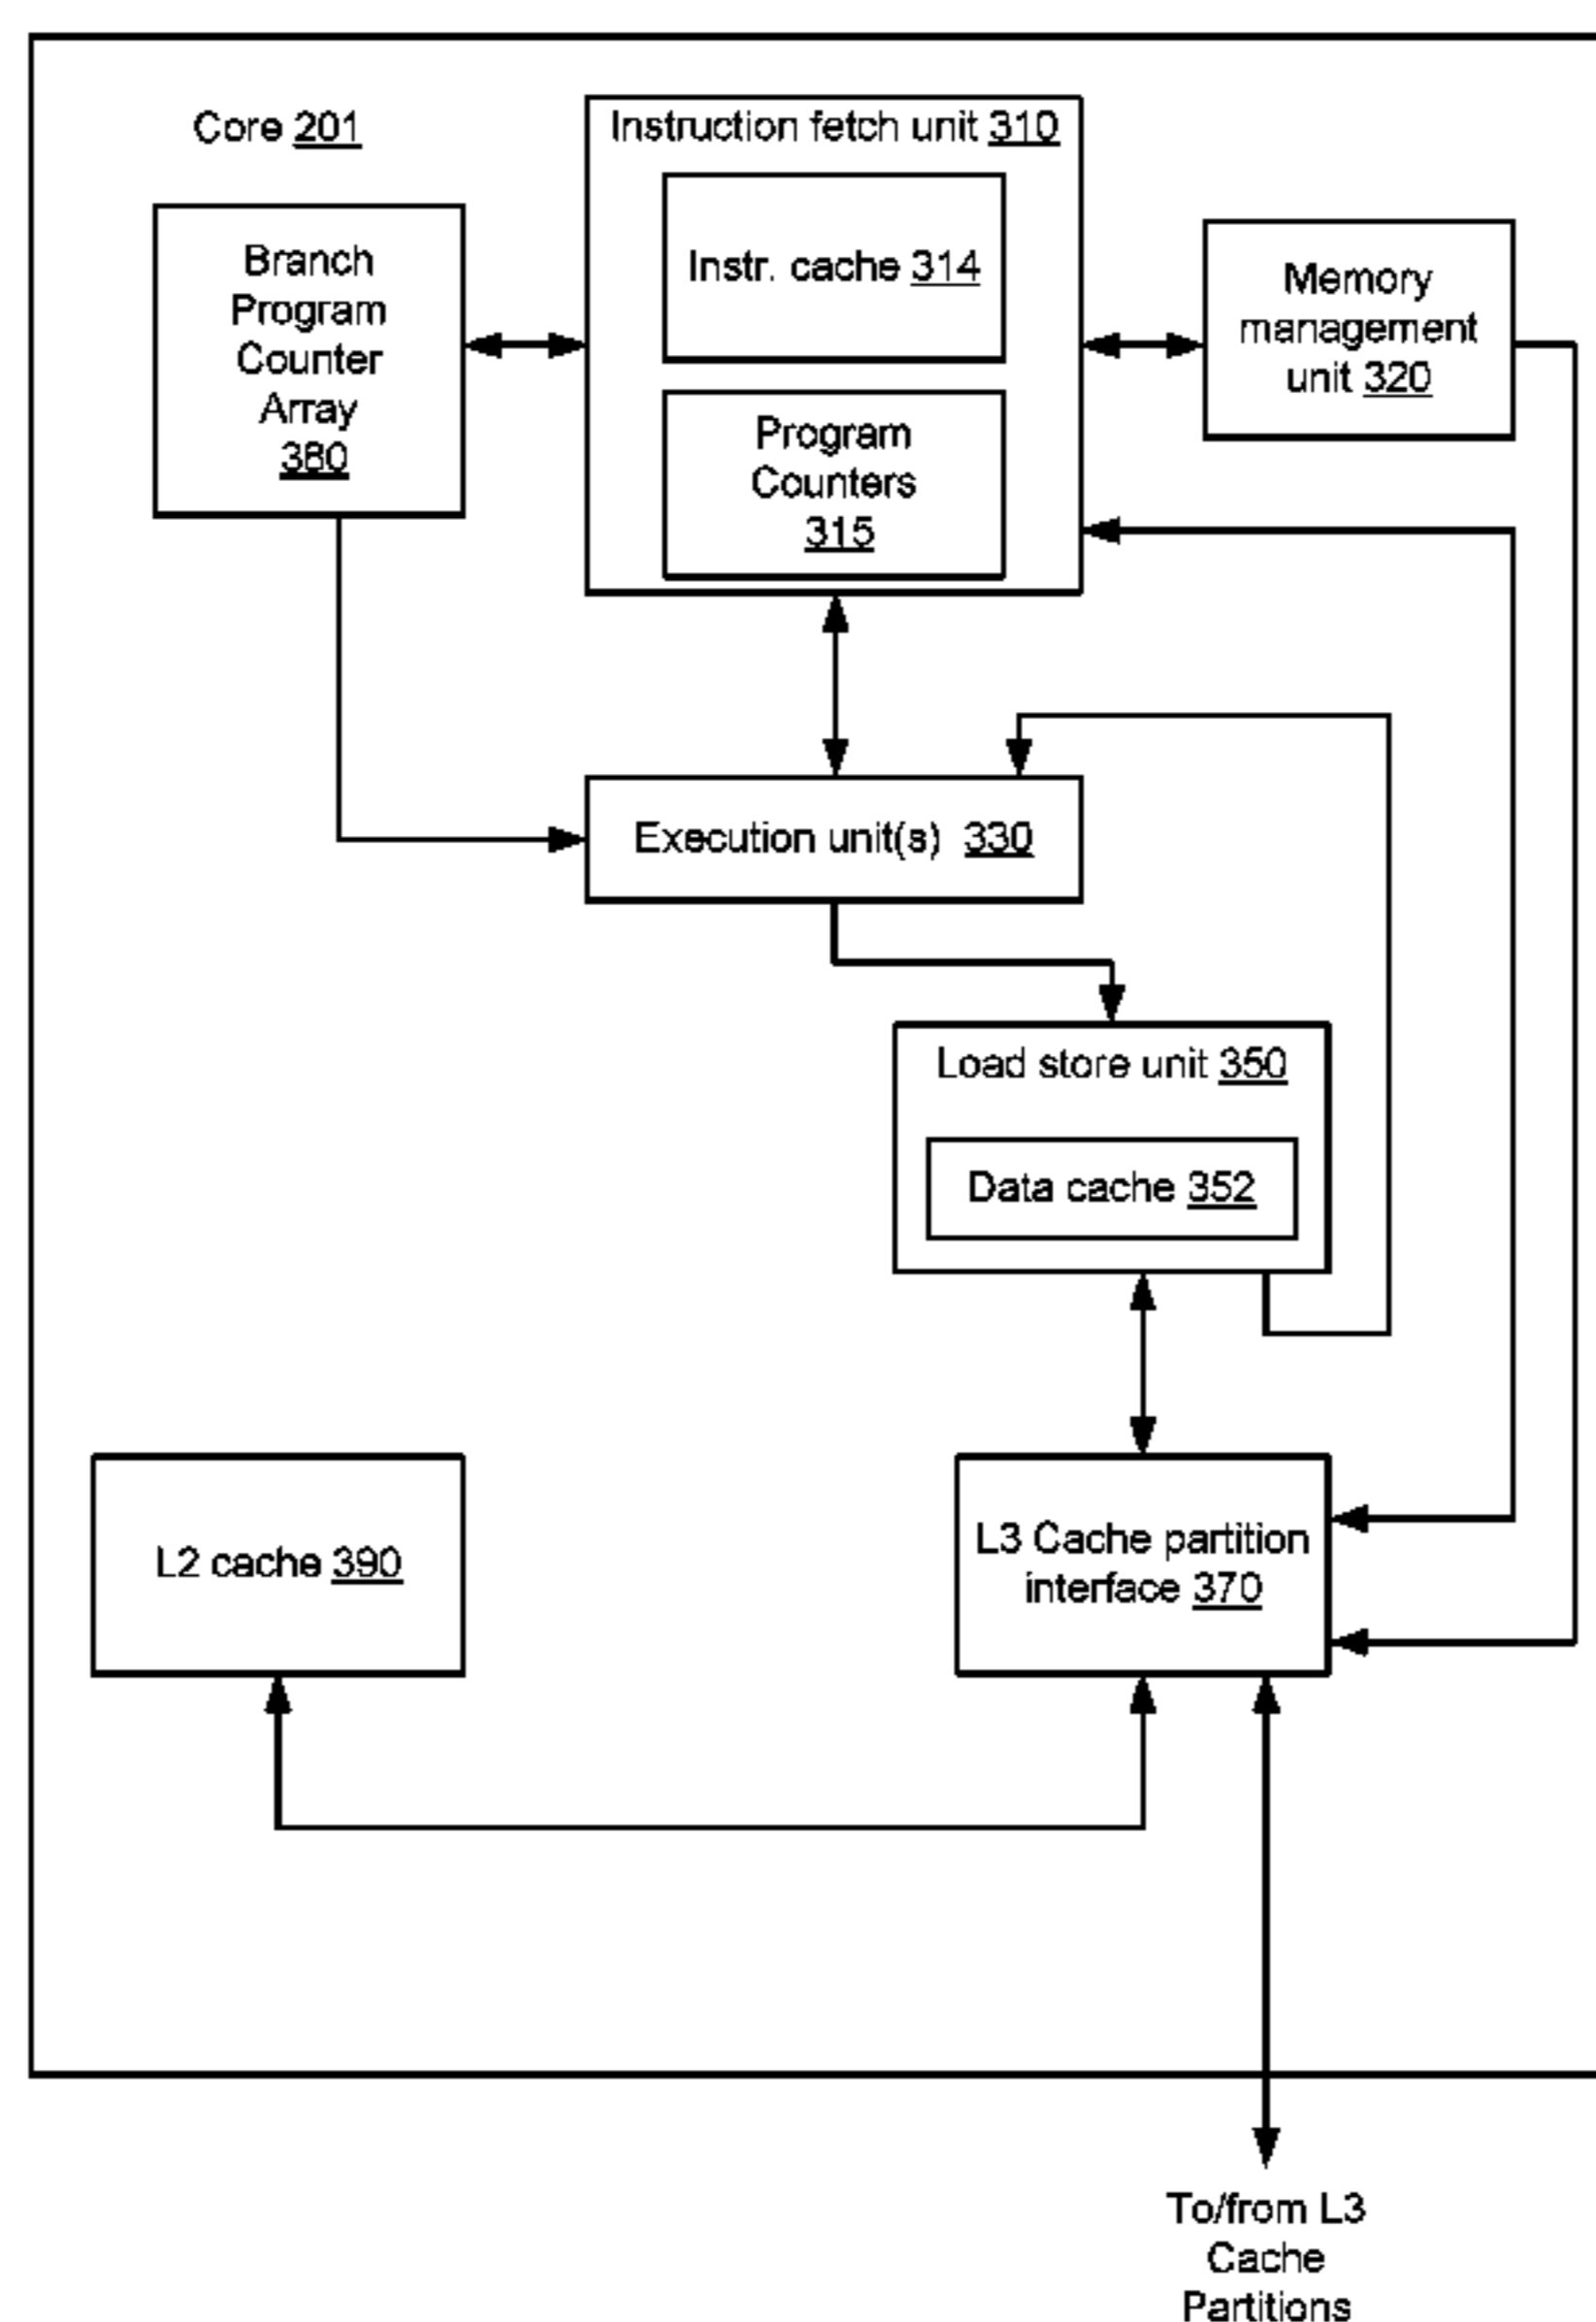 Core 201
Instruction fetch unit 310
Instr. cache 314
Program
Counters
315
Branch
Program
Counter
Array
380
Memory
management
unit 320
Execution unit(s) 330
Load store unit 350
Data cache 352
L2 cache 390
L3 Cache partition
interface 370
To/from L3
Cache
Partitions